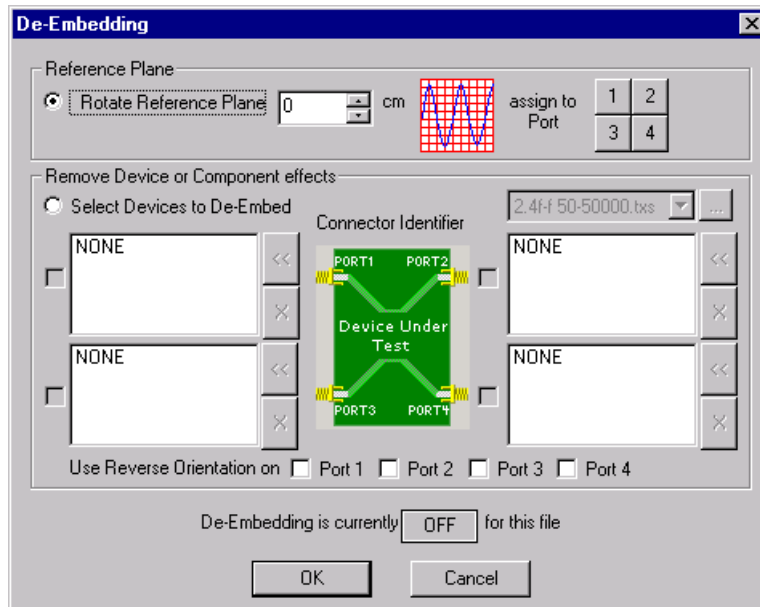 De-Embedding
Reference Plane
Rotate Reference Plane 0 cm assign to Port 1 2 3 4
Remove Device or Component effects
Select Devices to De-Embed
Connector Identifier
2.4f-f 50-50000.txs ...
NONE <<
X
PORT1 PORT2
Device Under
Test
PORT3 PORT4
NONE <<
X
NONE <<
X
NONE <<
X
Use Reverse Orientation on Port 1 Port 2 Port 3 Port 4
De-Embedding is currently OFF for this file
OK Cancel